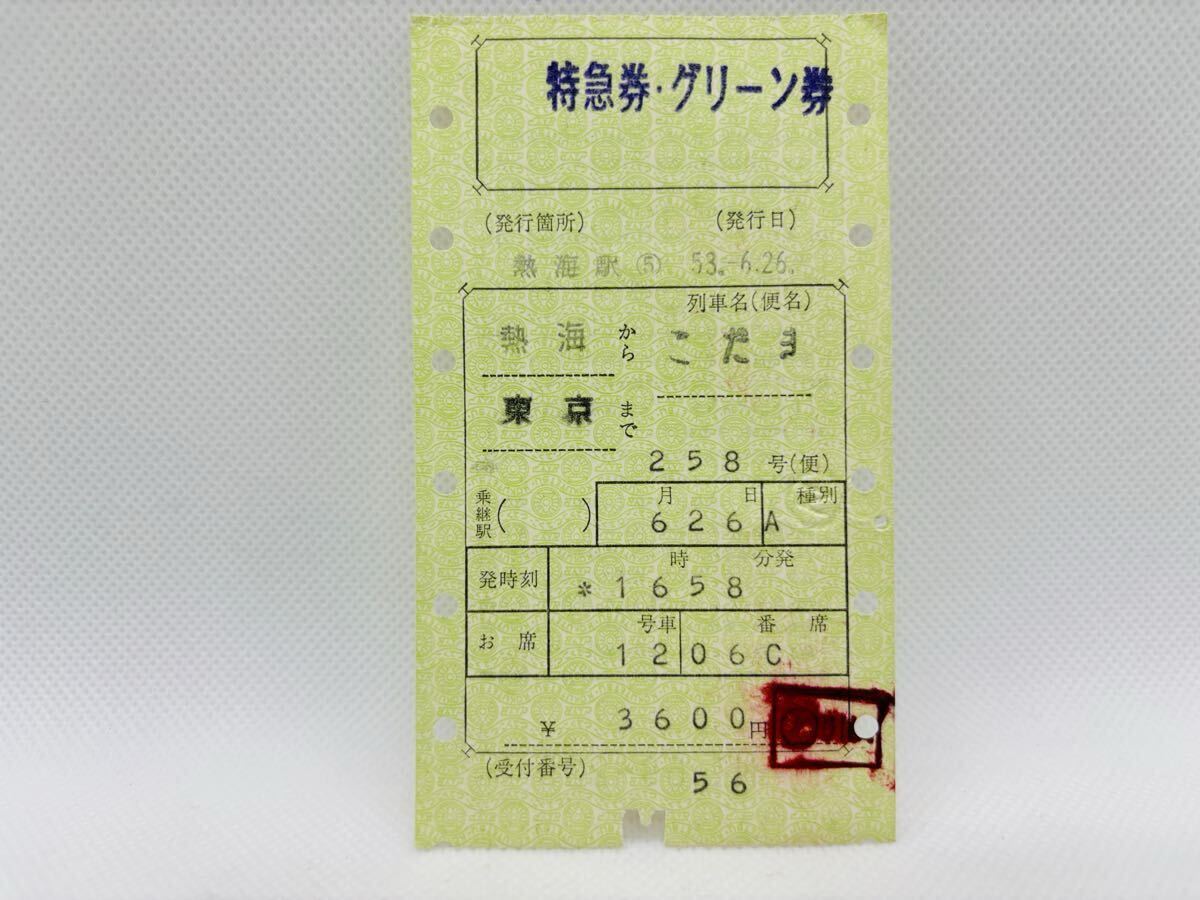 特急券・グリーン券
(発行箇所) (発行日)
熱海駅⑤ 53.-6.26.
列車名(便名)
熱海から こだま
東京まで
258号(便)
乗継駅( ) 月 日 種別
626A
発時刻 時 分発
*1658
お席 号車 番 席
1206C
¥ 3600円
(受付番号)
56